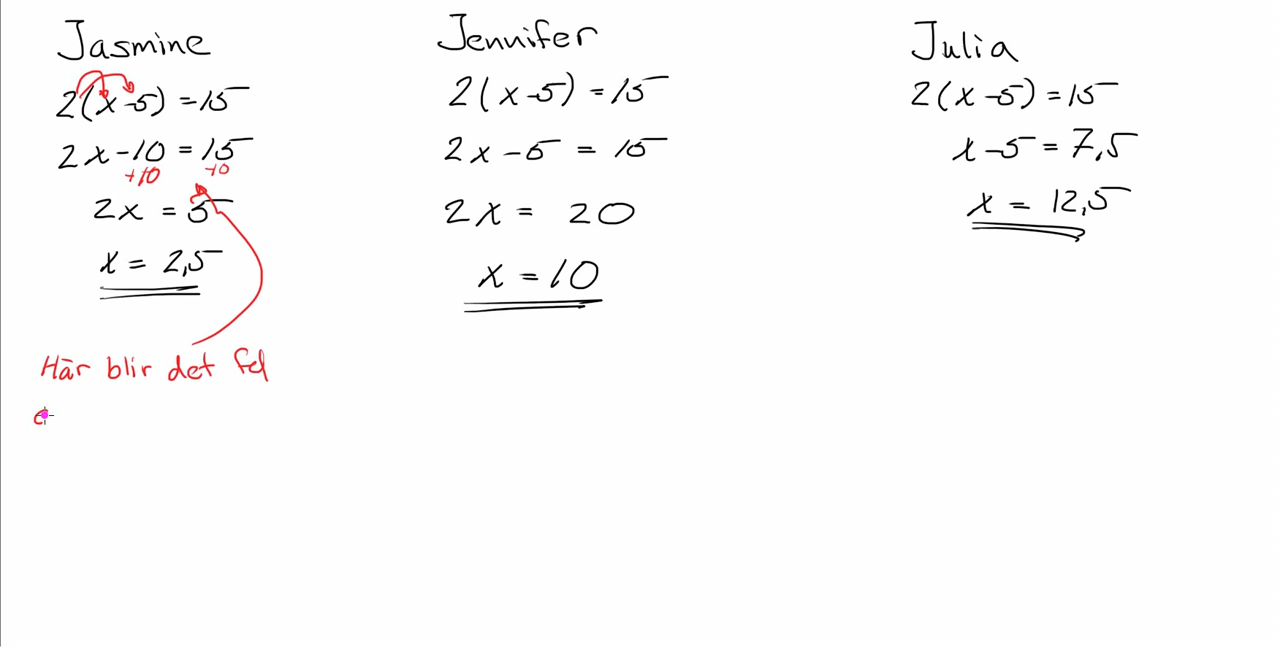 Jasmine
2(x-5)=15
2x-10=15
+10 -10
2x=5
x=2,5
Här blir det fel
Jennifer
2(x-5)=15
2x-5=15
2x=20
x=10
Julia
2(x-5)=15
x-5=7,5
x=12,5